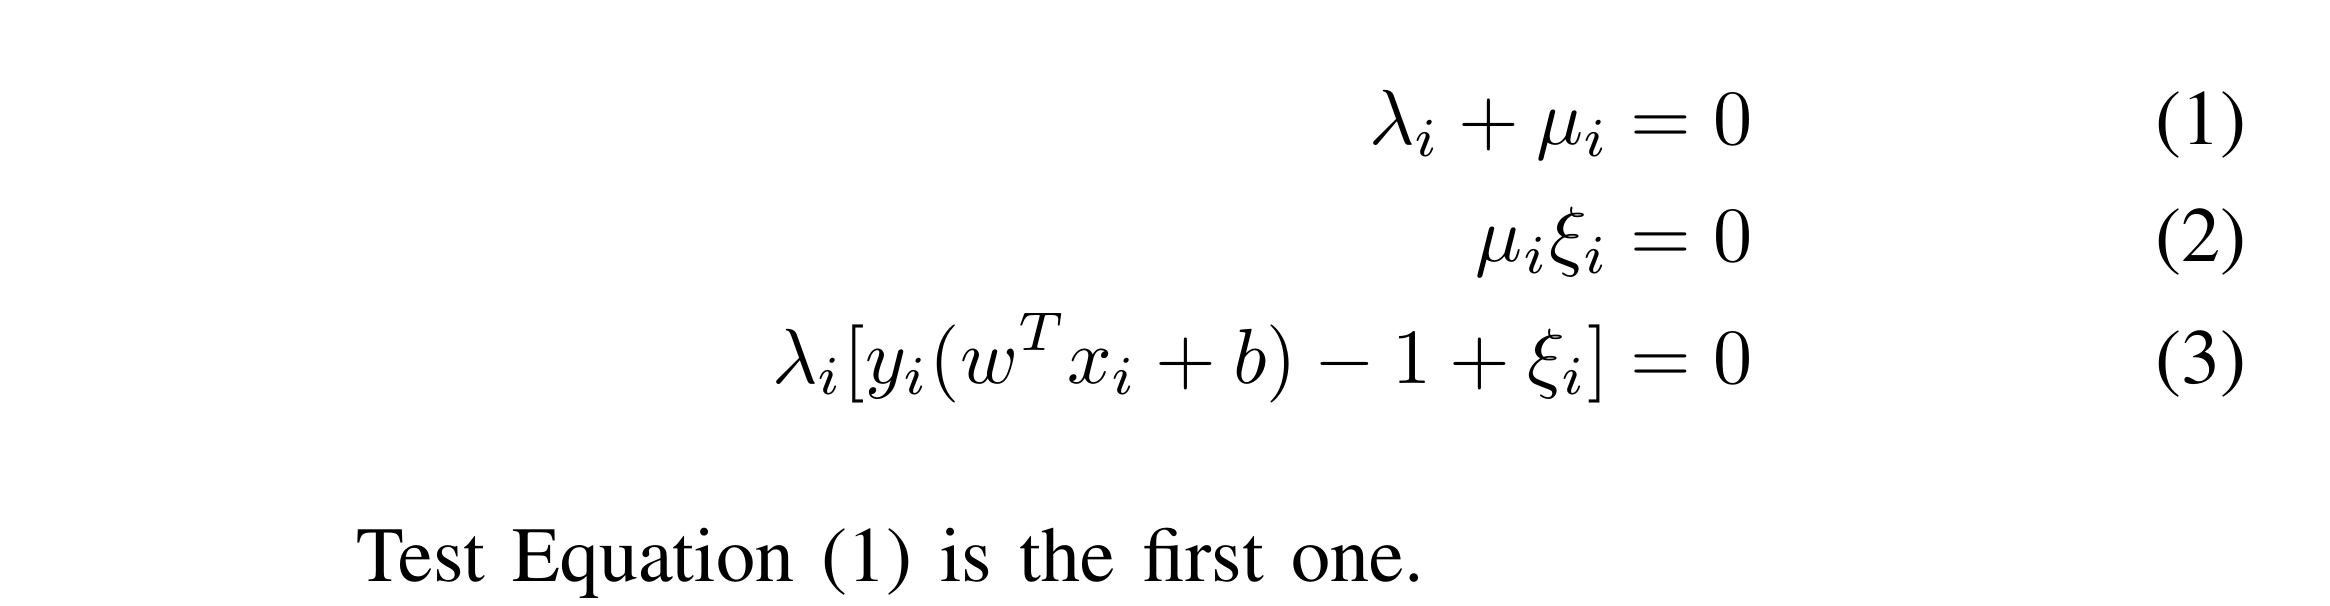 λ_i + μ_i = 0 (1)
μ_i ξ_i = 0 (2)
λ_i[y_i(w^T x_i + b) − 1 + ξ_i] = 0 (3)
Test Equation (1) is the first one.